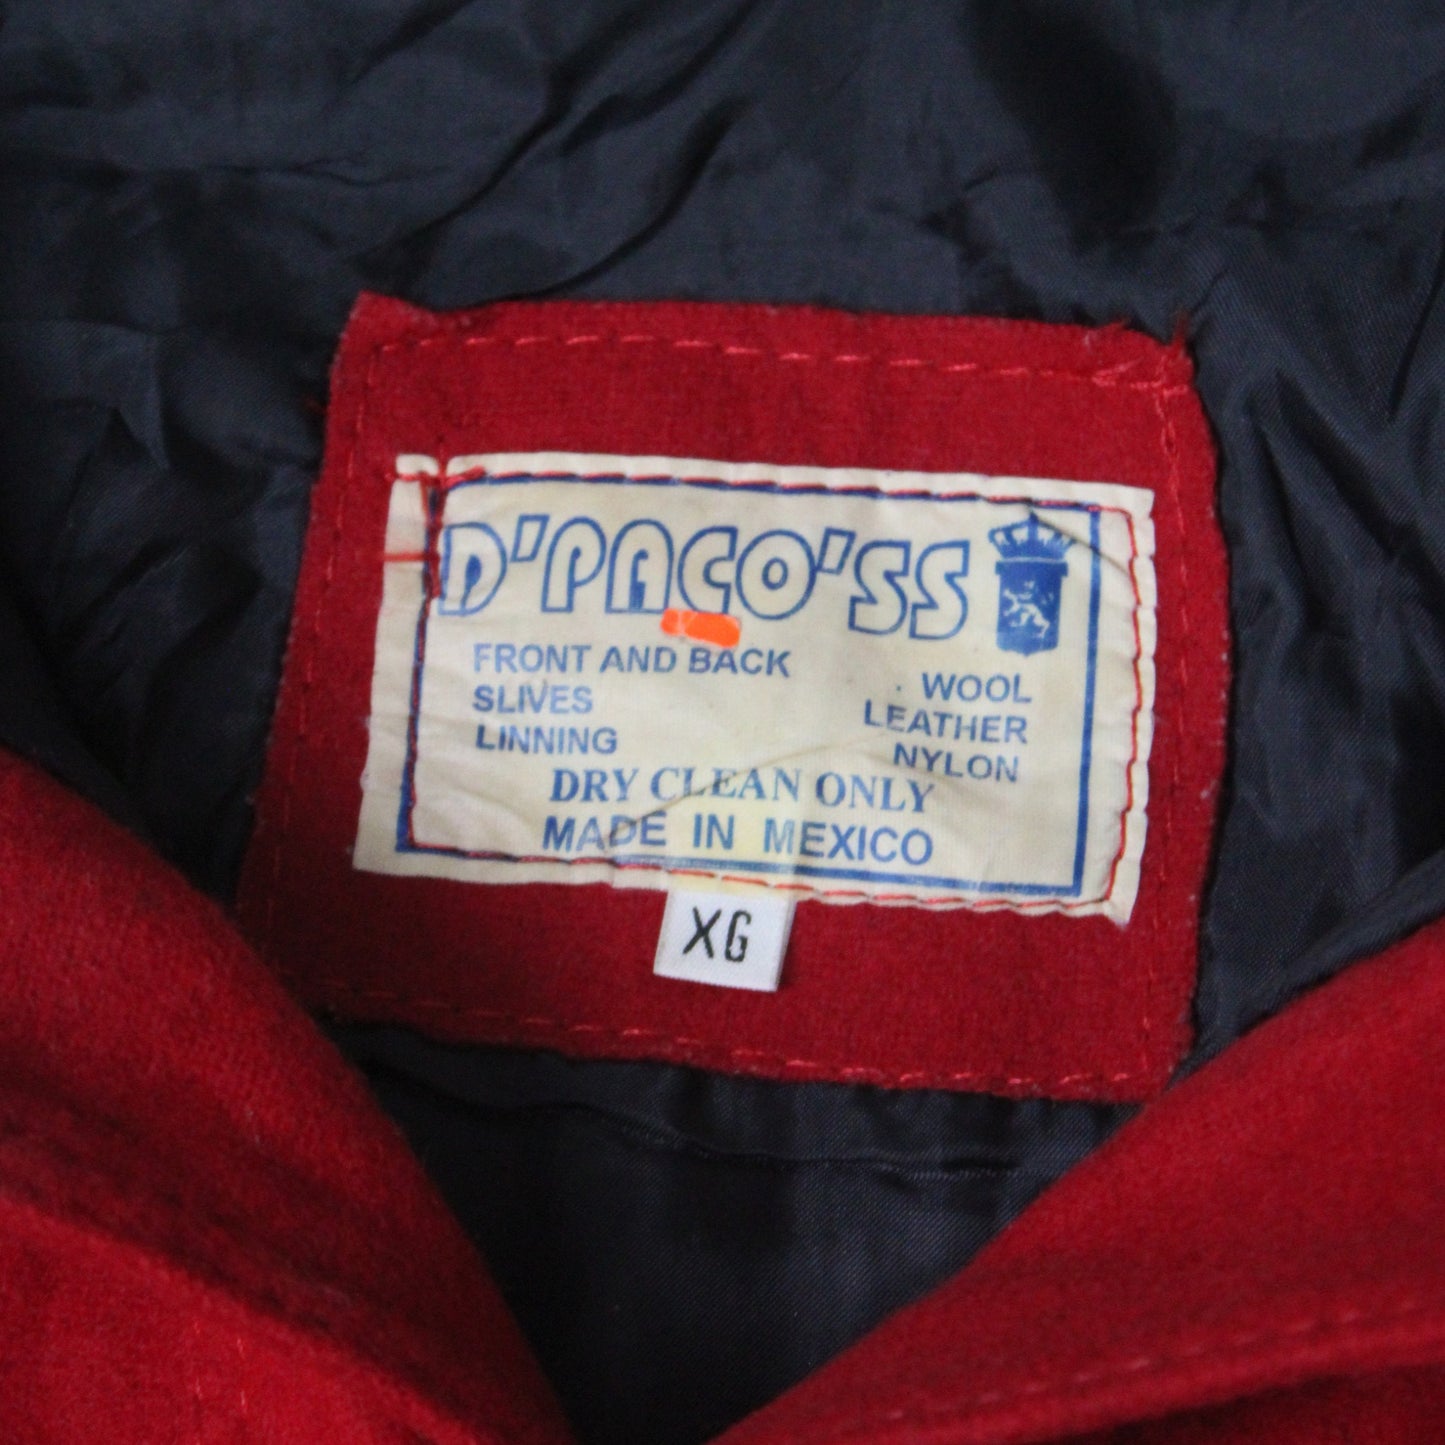 D'PACO'SS
FRONT AND BACK WOOL
SLIVES LEATHER
LINNING NYLON
DRY CLEAN ONLY
MADE IN MEXICO
XG